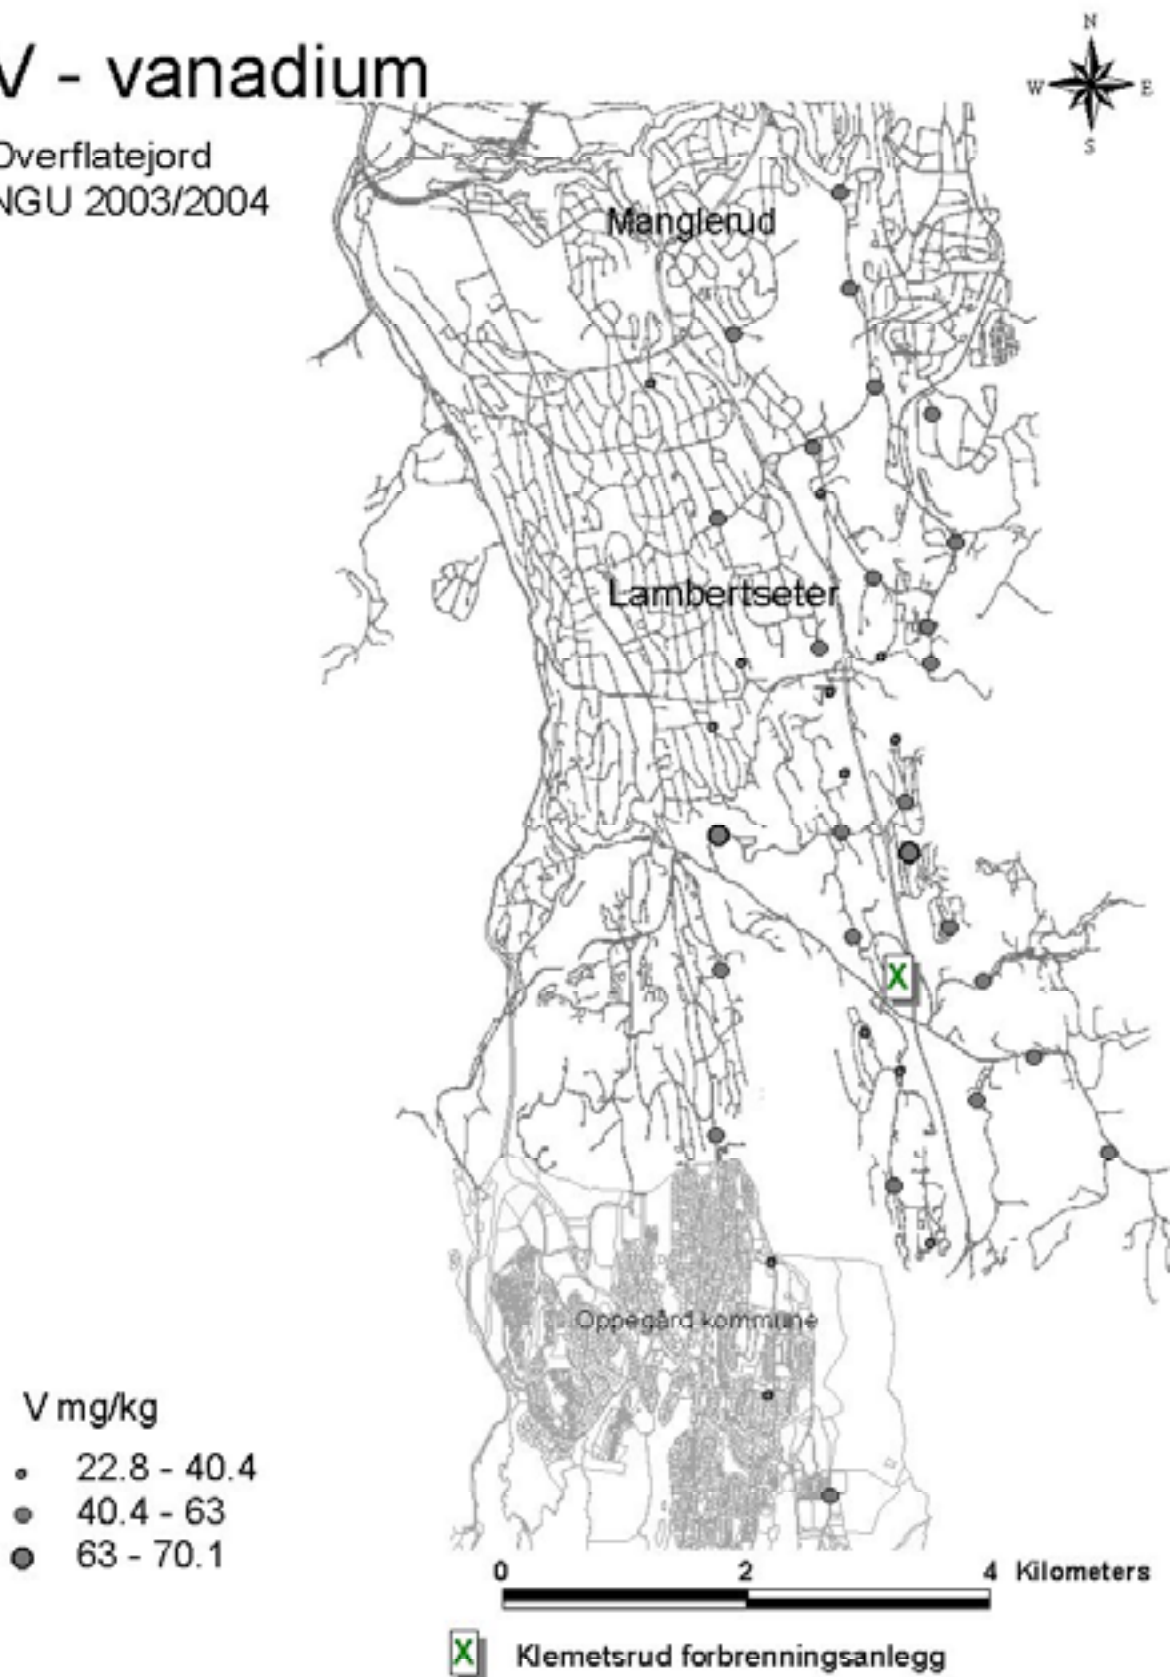 V - vanadium
Overflatejord
NGU 2003/2004
N
W E
S
Manglerud
Lambertseter
X
Oppegård kommune
V mg/kg
22.8 - 40.4
40.4 - 63
63 - 70.1
0 2 4 Kilometers
X Klemetsrud forbrenningsanlegg